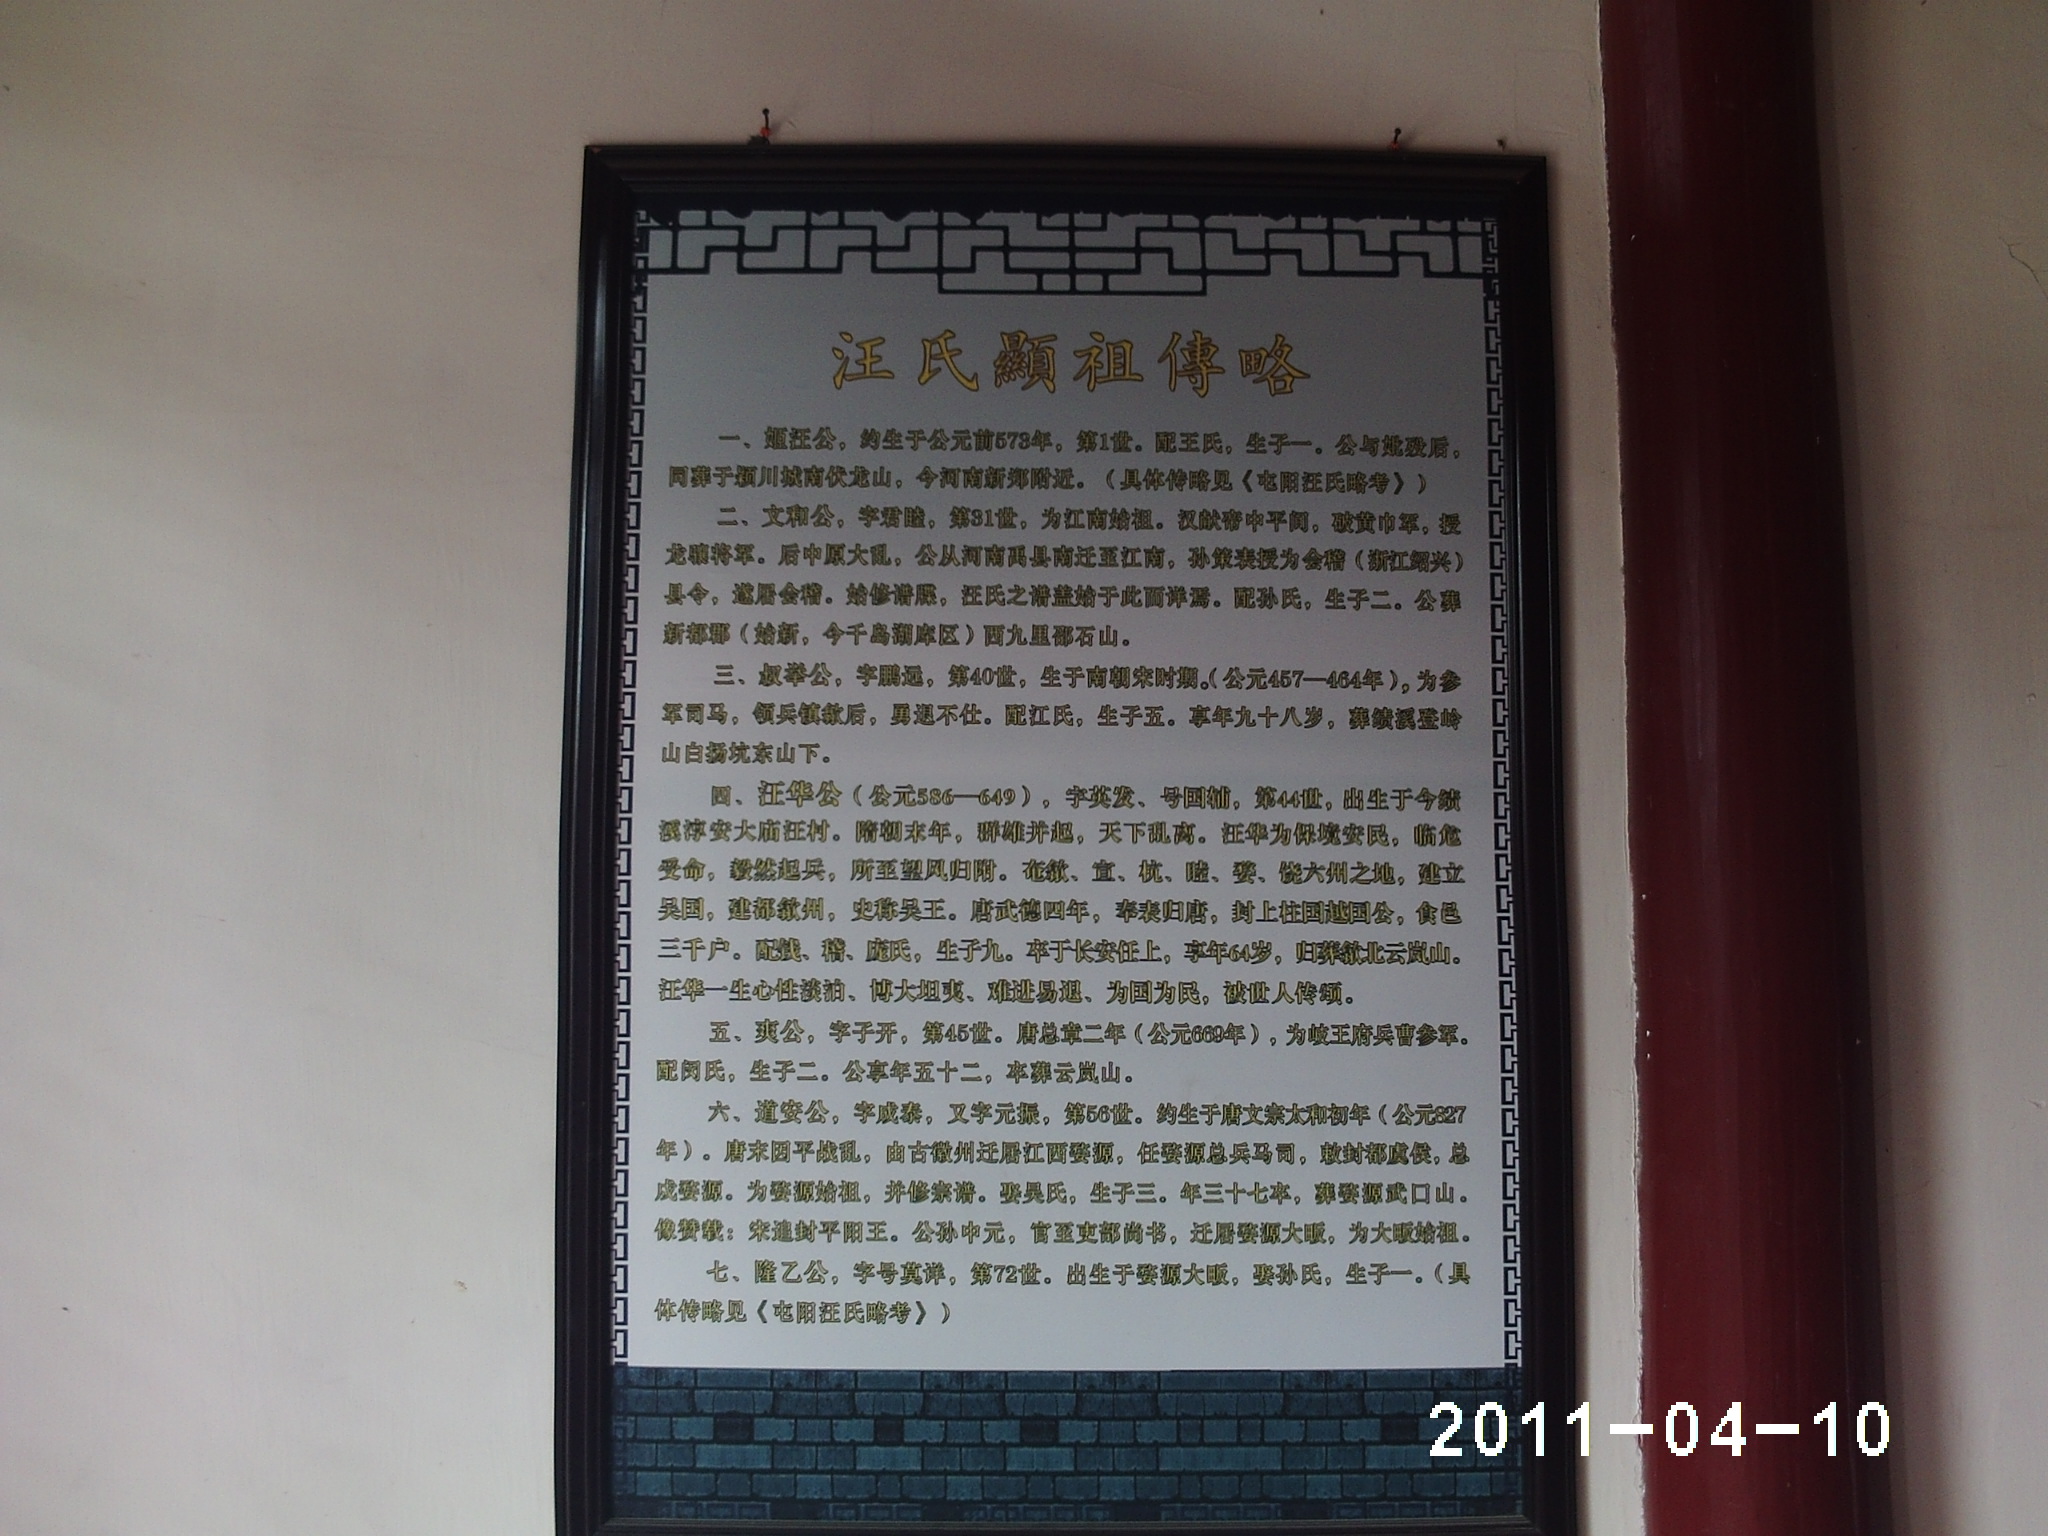 汪氏顯祖傳略
一、姬汪公，约生于公元前573年，第1世。配王氏，生子一。公与妣殁后，
同葬于颍川城南伏龙山，今河南新郑附近。（具体传略见《屯阳汪氏略考》）
二、文和公，字君睦，第31世，为江南始祖。汉献帝中平间，破黄巾军，授
龙骧将军。后中原大乱，公从河南禹县南迁至江南，孙策表授为会稽（浙江绍兴）
县令，遂居会稽。始修谱牒，汪氏之谱盖始于此而详焉。配孙氏，生子二。公葬
新都郡（始新，今千岛湖库区）西九里邵石山。
三、叔举公，字鹏远，第40世，生于南朝宋时期。（公元457—464年），为参
军司马，领兵镇歙后，勇退不仕。配江氏，生子五。享年九十八岁，葬绩溪登岭
山白扬坑东山下。
四、汪华公（公元586—649），字英发、号国辅，第44世，出生于今绩
溪淳安大庙汪村。隋朝末年，群雄并起，天下乱离。汪华为保境安民，临危
受命，毅然起兵，所至望风归附。奄歙、宣、杭、睦、婺、饶六州之地，建立
吴国，建都歙州，史称吴王。唐武德四年，奉表归唐，封上柱国越国公，食邑
三千户。配钱、稽、庞氏，生子九。卒于长安任上，享年64岁，归葬歙北云岚山。
汪华一生心性淡泊、博大坦夷、难进易退、为国为民，被世人传颂。
五、爽公，字子开，第45世。唐总章二年（公元669年），为岐王府兵曹参军。
配闵氏，生子二。公享年五十二，卒葬云岚山。
六、道安公，字成泰，又字元振，第56世。约生于唐文宗太和初年（公元827
年）。唐末因平战乱，由古徽州迁居江西婺源，任婺源总兵马司，敕封都虞侯，总
戍婺源。为婺源始祖，并修宗谱。娶吴氏，生子三。年三十七卒，葬婺源武口山。
像赞载：宋追封平阳王。公孙中元，官至吏部尚书，迁居婺源大畈，为大畈始祖。
七、隆乙公，字号莫详，第72世。出生于婺源大畈，娶孙氏，生子一。（具
体传略见《屯阳汪氏略考》）
2011-04-10